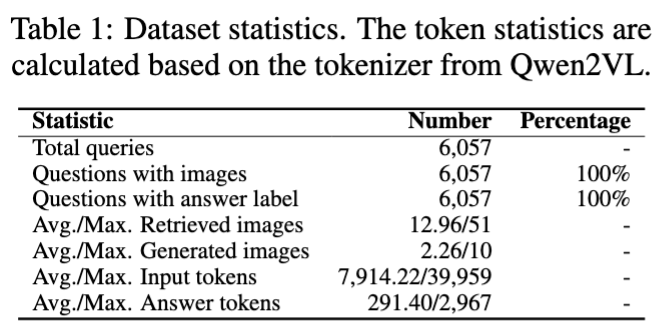 Table 1: Dataset statistics. The token statistics are
calculated based on the tokenizer from Qwen2VL.
Statistic Number Percentage
Total queries 6,057 -
Questions with images 6,057 100%
Questions with answer label 6,057 100%
Avg./Max. Retrieved images 12.96/51 -
Avg./Max. Generated images 2.26/10 -
Avg./Max. Input tokens 7,914.22/39,959 -
Avg./Max. Answer tokens 291.40/2,967 -